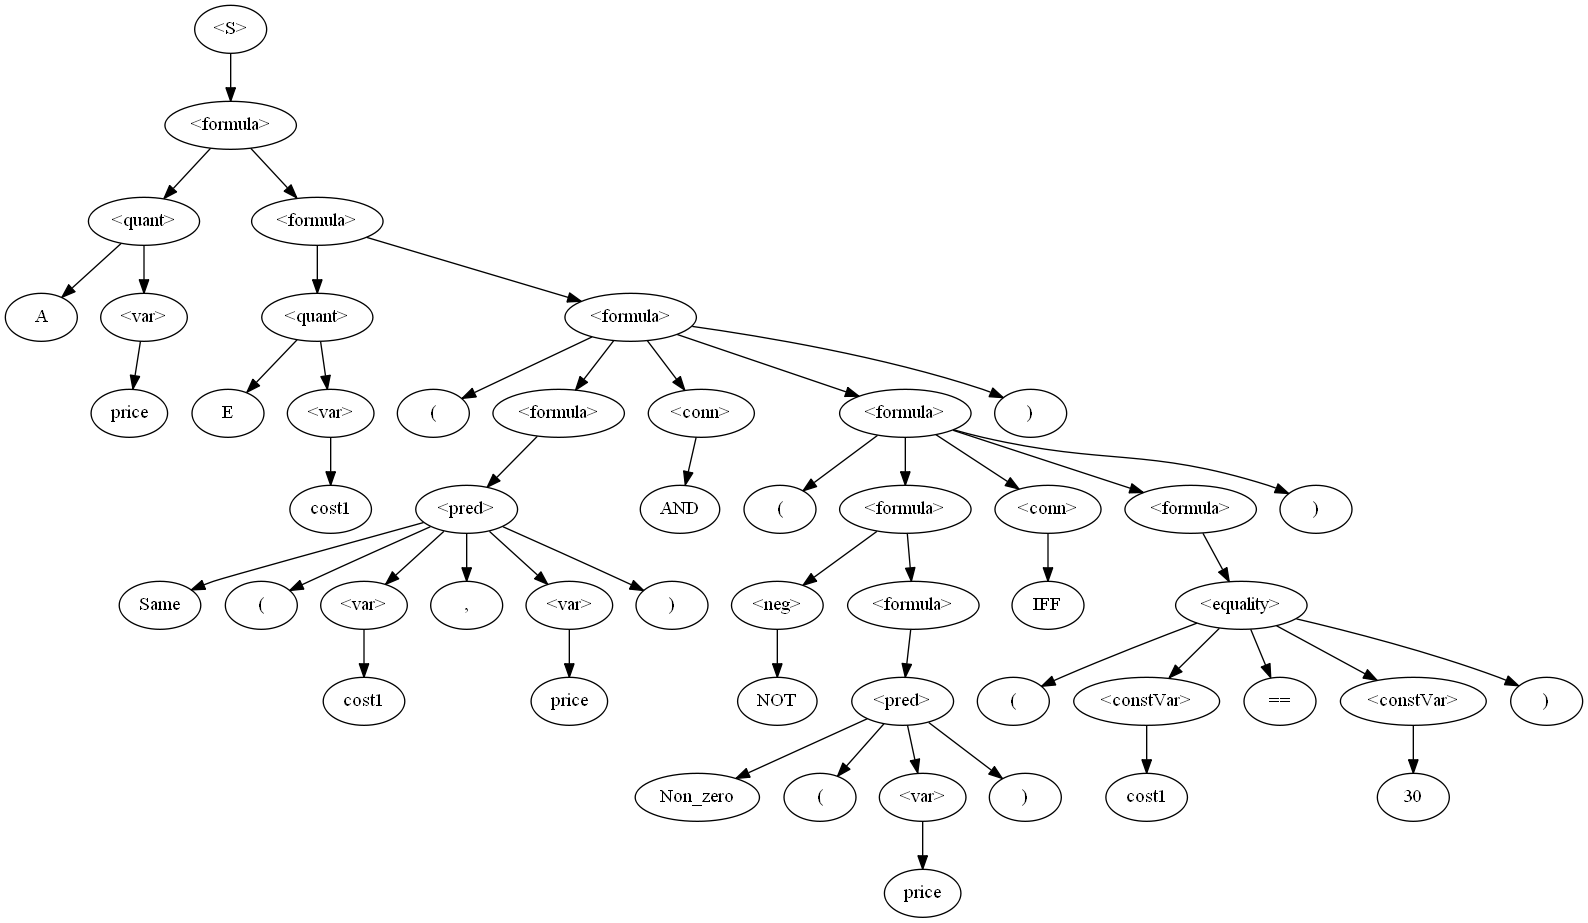 <S>
<formula>
<quant> <formula>
A <var> <quant> <formula>
price E <var> ( <formula> <conn> <formula> )
cost1 <pred> AND ( <formula> <conn> <formula> )
Same ( <var> , <var> ) <neg> <formula> IFF <equality>
cost1 price NOT <pred> ( <constVar> == <constVar> )
Non_zero ( <var> ) cost1 30
price